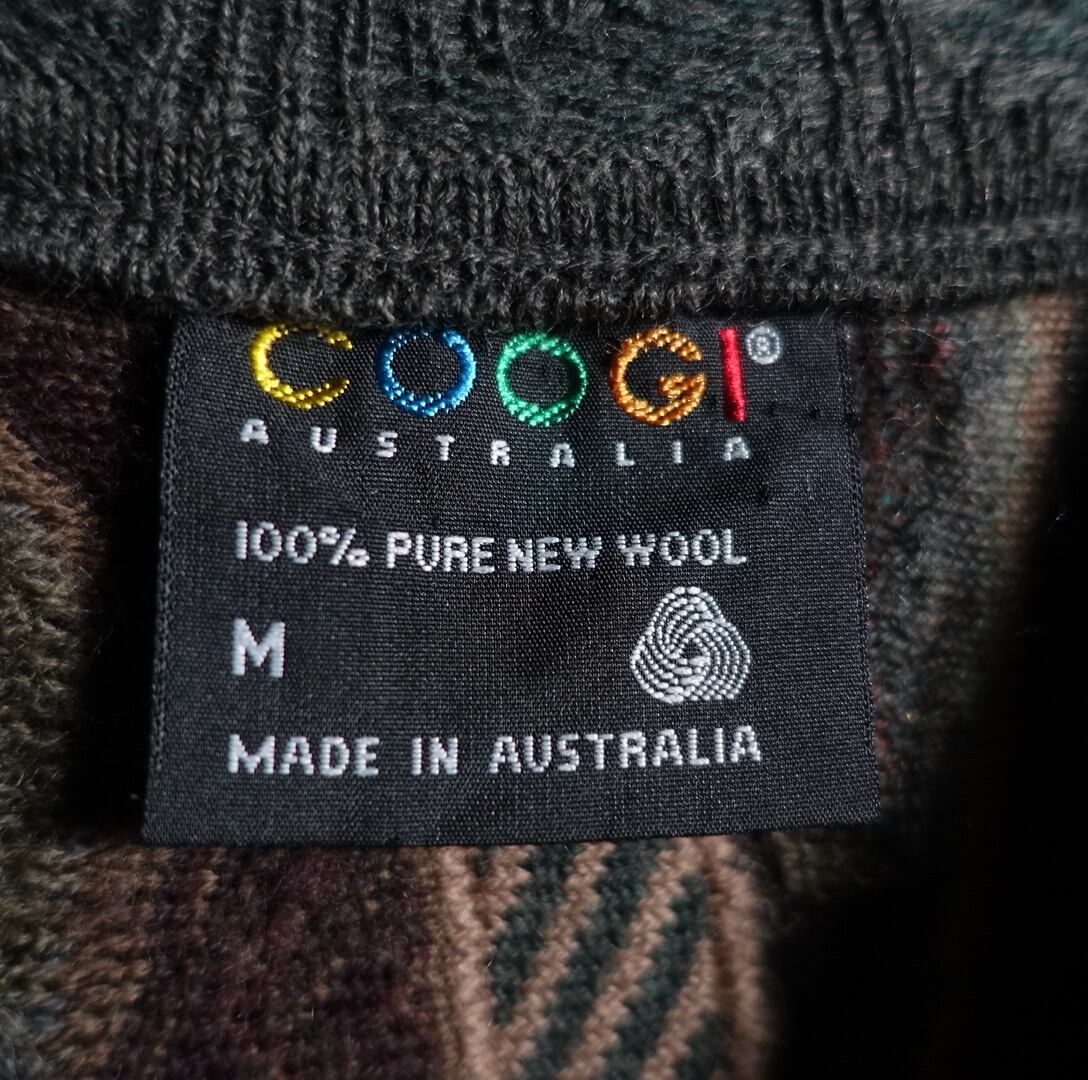 COOGI®
AUSTRALIA
100% PURE NEW WOOL
M
MADE IN AUSTRALIA